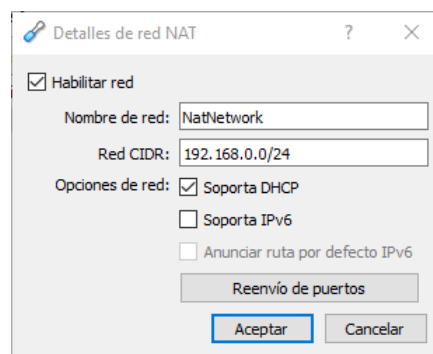 Detalles de red NAT ?
Habilitar red
Nombre de red: NatNetwork
Red CIDR: 192.168.0.0/24
Opciones de red: Soporta DHCP
Soporta IPv6
Anunciar ruta por defecto IPv6
Reenvío de puertos
Aceptar Cancelar